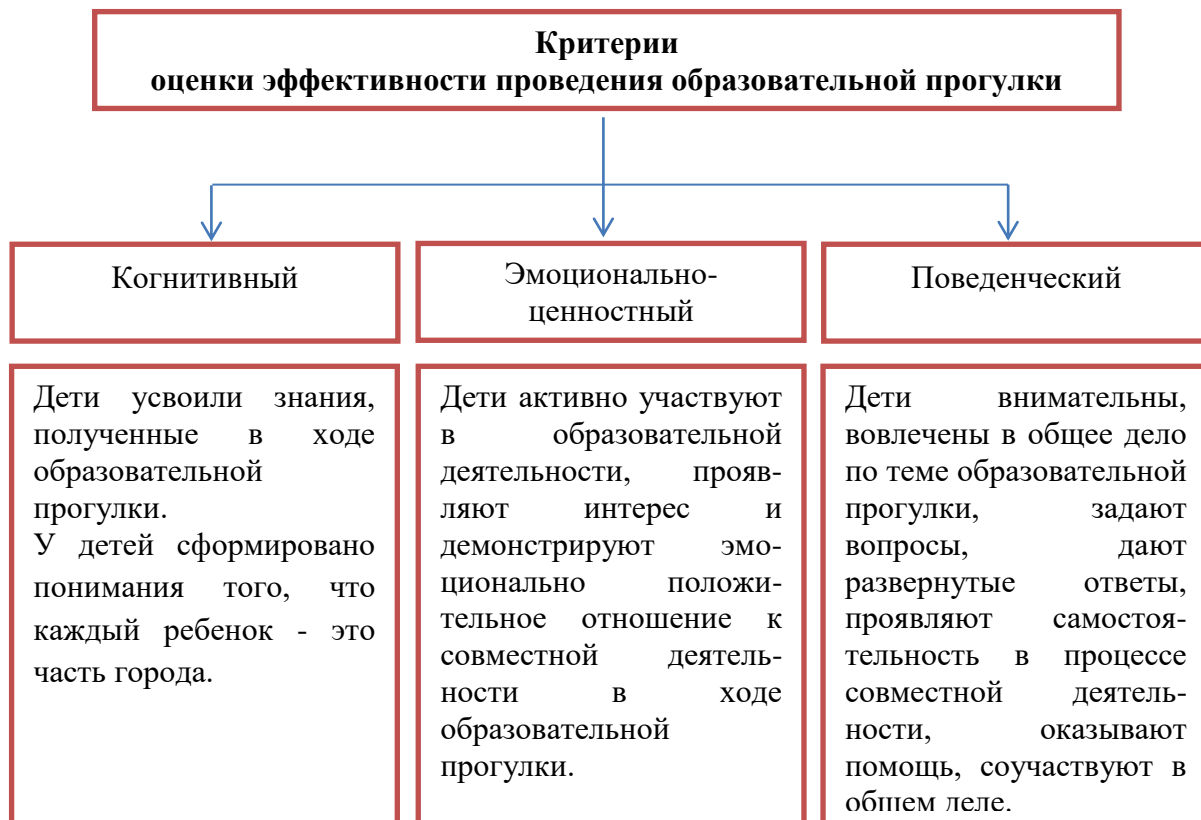 Критерии
оценки эффективности проведения образовательной прогулки
Когнитивный
Эмоционально-
ценностный
Поведенческий
Дети усвоили знания,
полученные в ходе
образовательной
прогулки.
У детей сформировано
понимания того, что
каждый ребенок - это
часть города.
Дети активно участвуют
в образовательной
деятельности, прояв-
ляют интерес и
демонстрируют эмо-
ционально положи-
тельное отношение к
совместной деятель-
ности в ходе
образовательной
прогулки.
Дети внимательны,
вовлечены в общее дело
по теме образовательной
прогулки, задают
вопросы, дают
развернутые ответы,
проявляют самостоя-
тельность в процессе
совместной деятель-
ности, оказывают
помощь, соучаствуют в
общем деле.